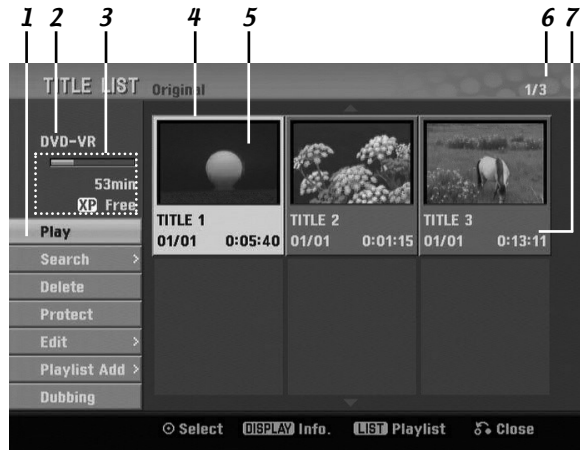 1 2 3 4 5 6 7
TITLE LIST Original 1/3
DVD-VR
53min
XP Free
Play
Search >
Delete
Protect
Edit >
Playlist Add >
Dubbing
TITLE 1
01/01 0:05:40
TITLE 2
01/01 0:01:15
TITLE 3
01/01 0:13:11
Select DISPLAY Info. LIST Playlist Close